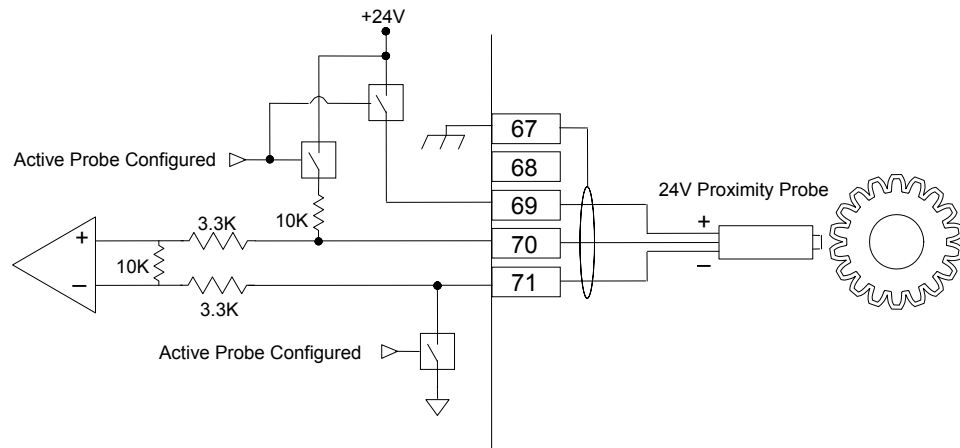 +24V
Active Probe Configured
67
68
69
70
71
24V Proximity Probe
+
−
3.3K
10K
+
10K
−
3.3K
Active Probe Configured